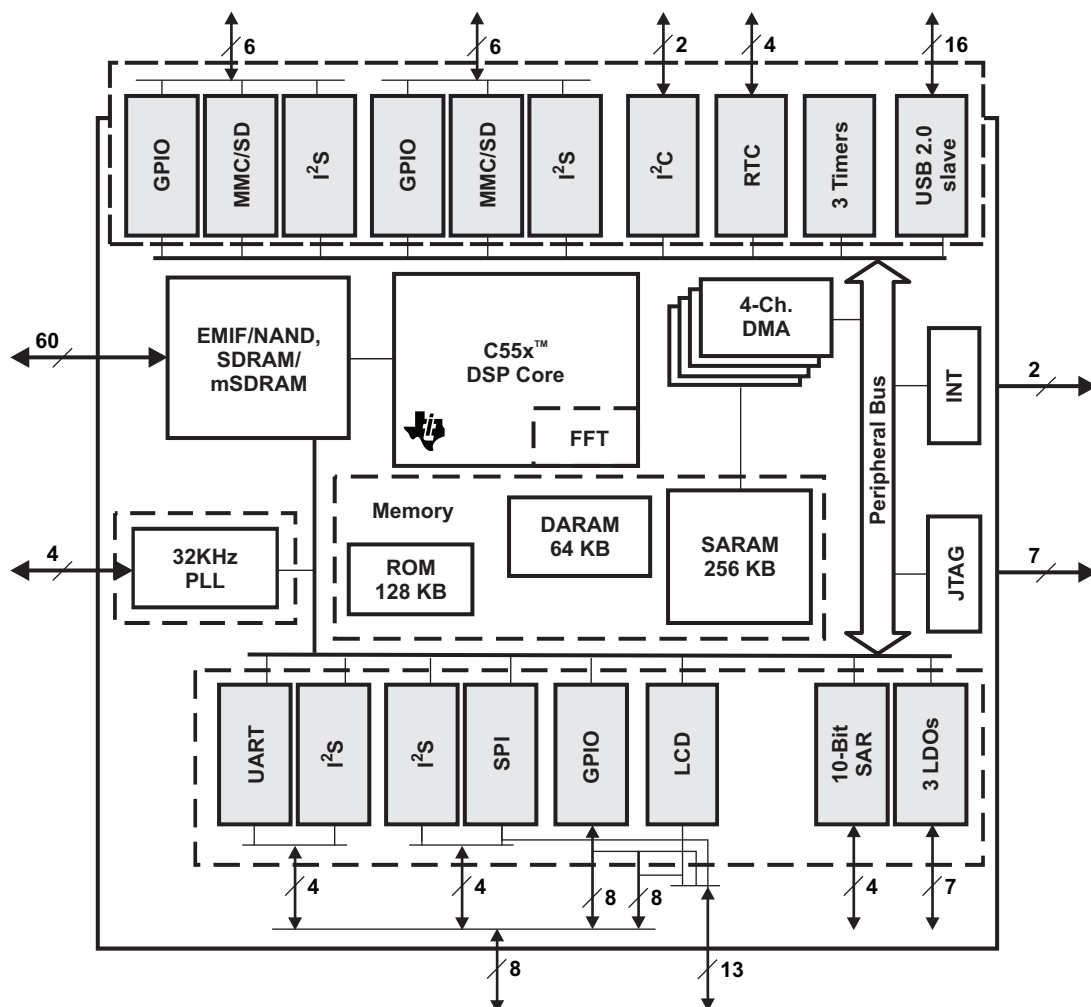 6
6
2
4
16
GPIO
MMC/SD
I²S
GPIO
MMC/SD
I²S
I²C
RTC
3 Timers
USB 2.0
slave
60
EMIF/NAND,
SDRAM/
mSDRAM
C55x™
DSP Core
FFT
4-Ch.
DMA
Peripheral Bus
INT
2
4
32KHz
PLL
Memory
ROM
128 KB
DARAM
64 KB
SARAM
256 KB
JTAG
7
UART
I²S
I²S
SPI
GPIO
LCD
10-Bit
SAR
3 LDOs
4
4
8
8
4
7
8
13